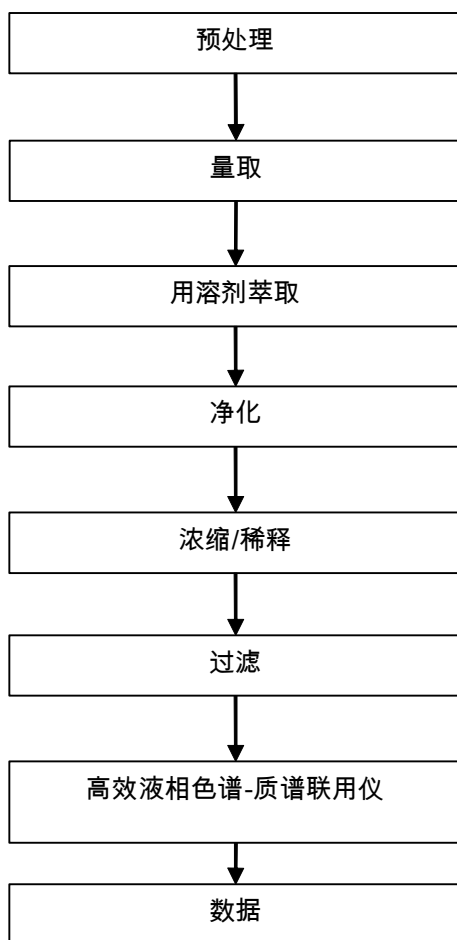 预处理
量取
用溶剂萃取
净化
浓缩/稀释
过滤
高效液相色谱-质谱联用仪
数据